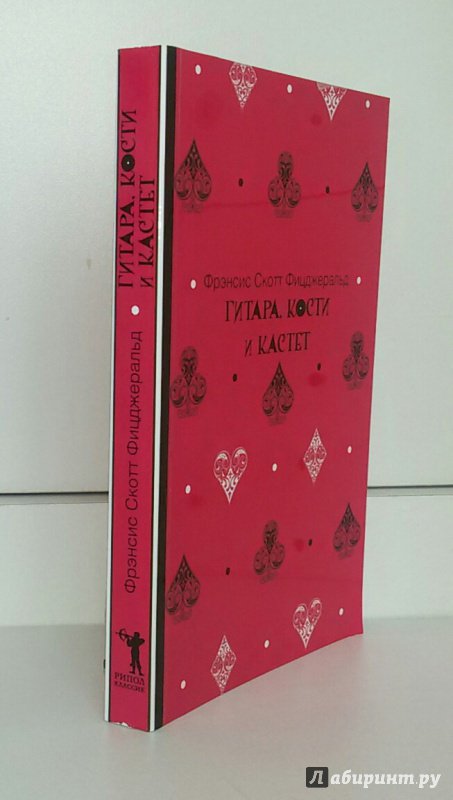 ГИТАРА, КОСТИ
И КАСТЕТ
Фрэнсис Скотт Фицджеральд
РИПОЛ
КЛАССИК
Фрэнсис Скотт Фицджеральд
ГИТАРА, КОСТИ
И КАСТЕТ
Лабиринт.ру